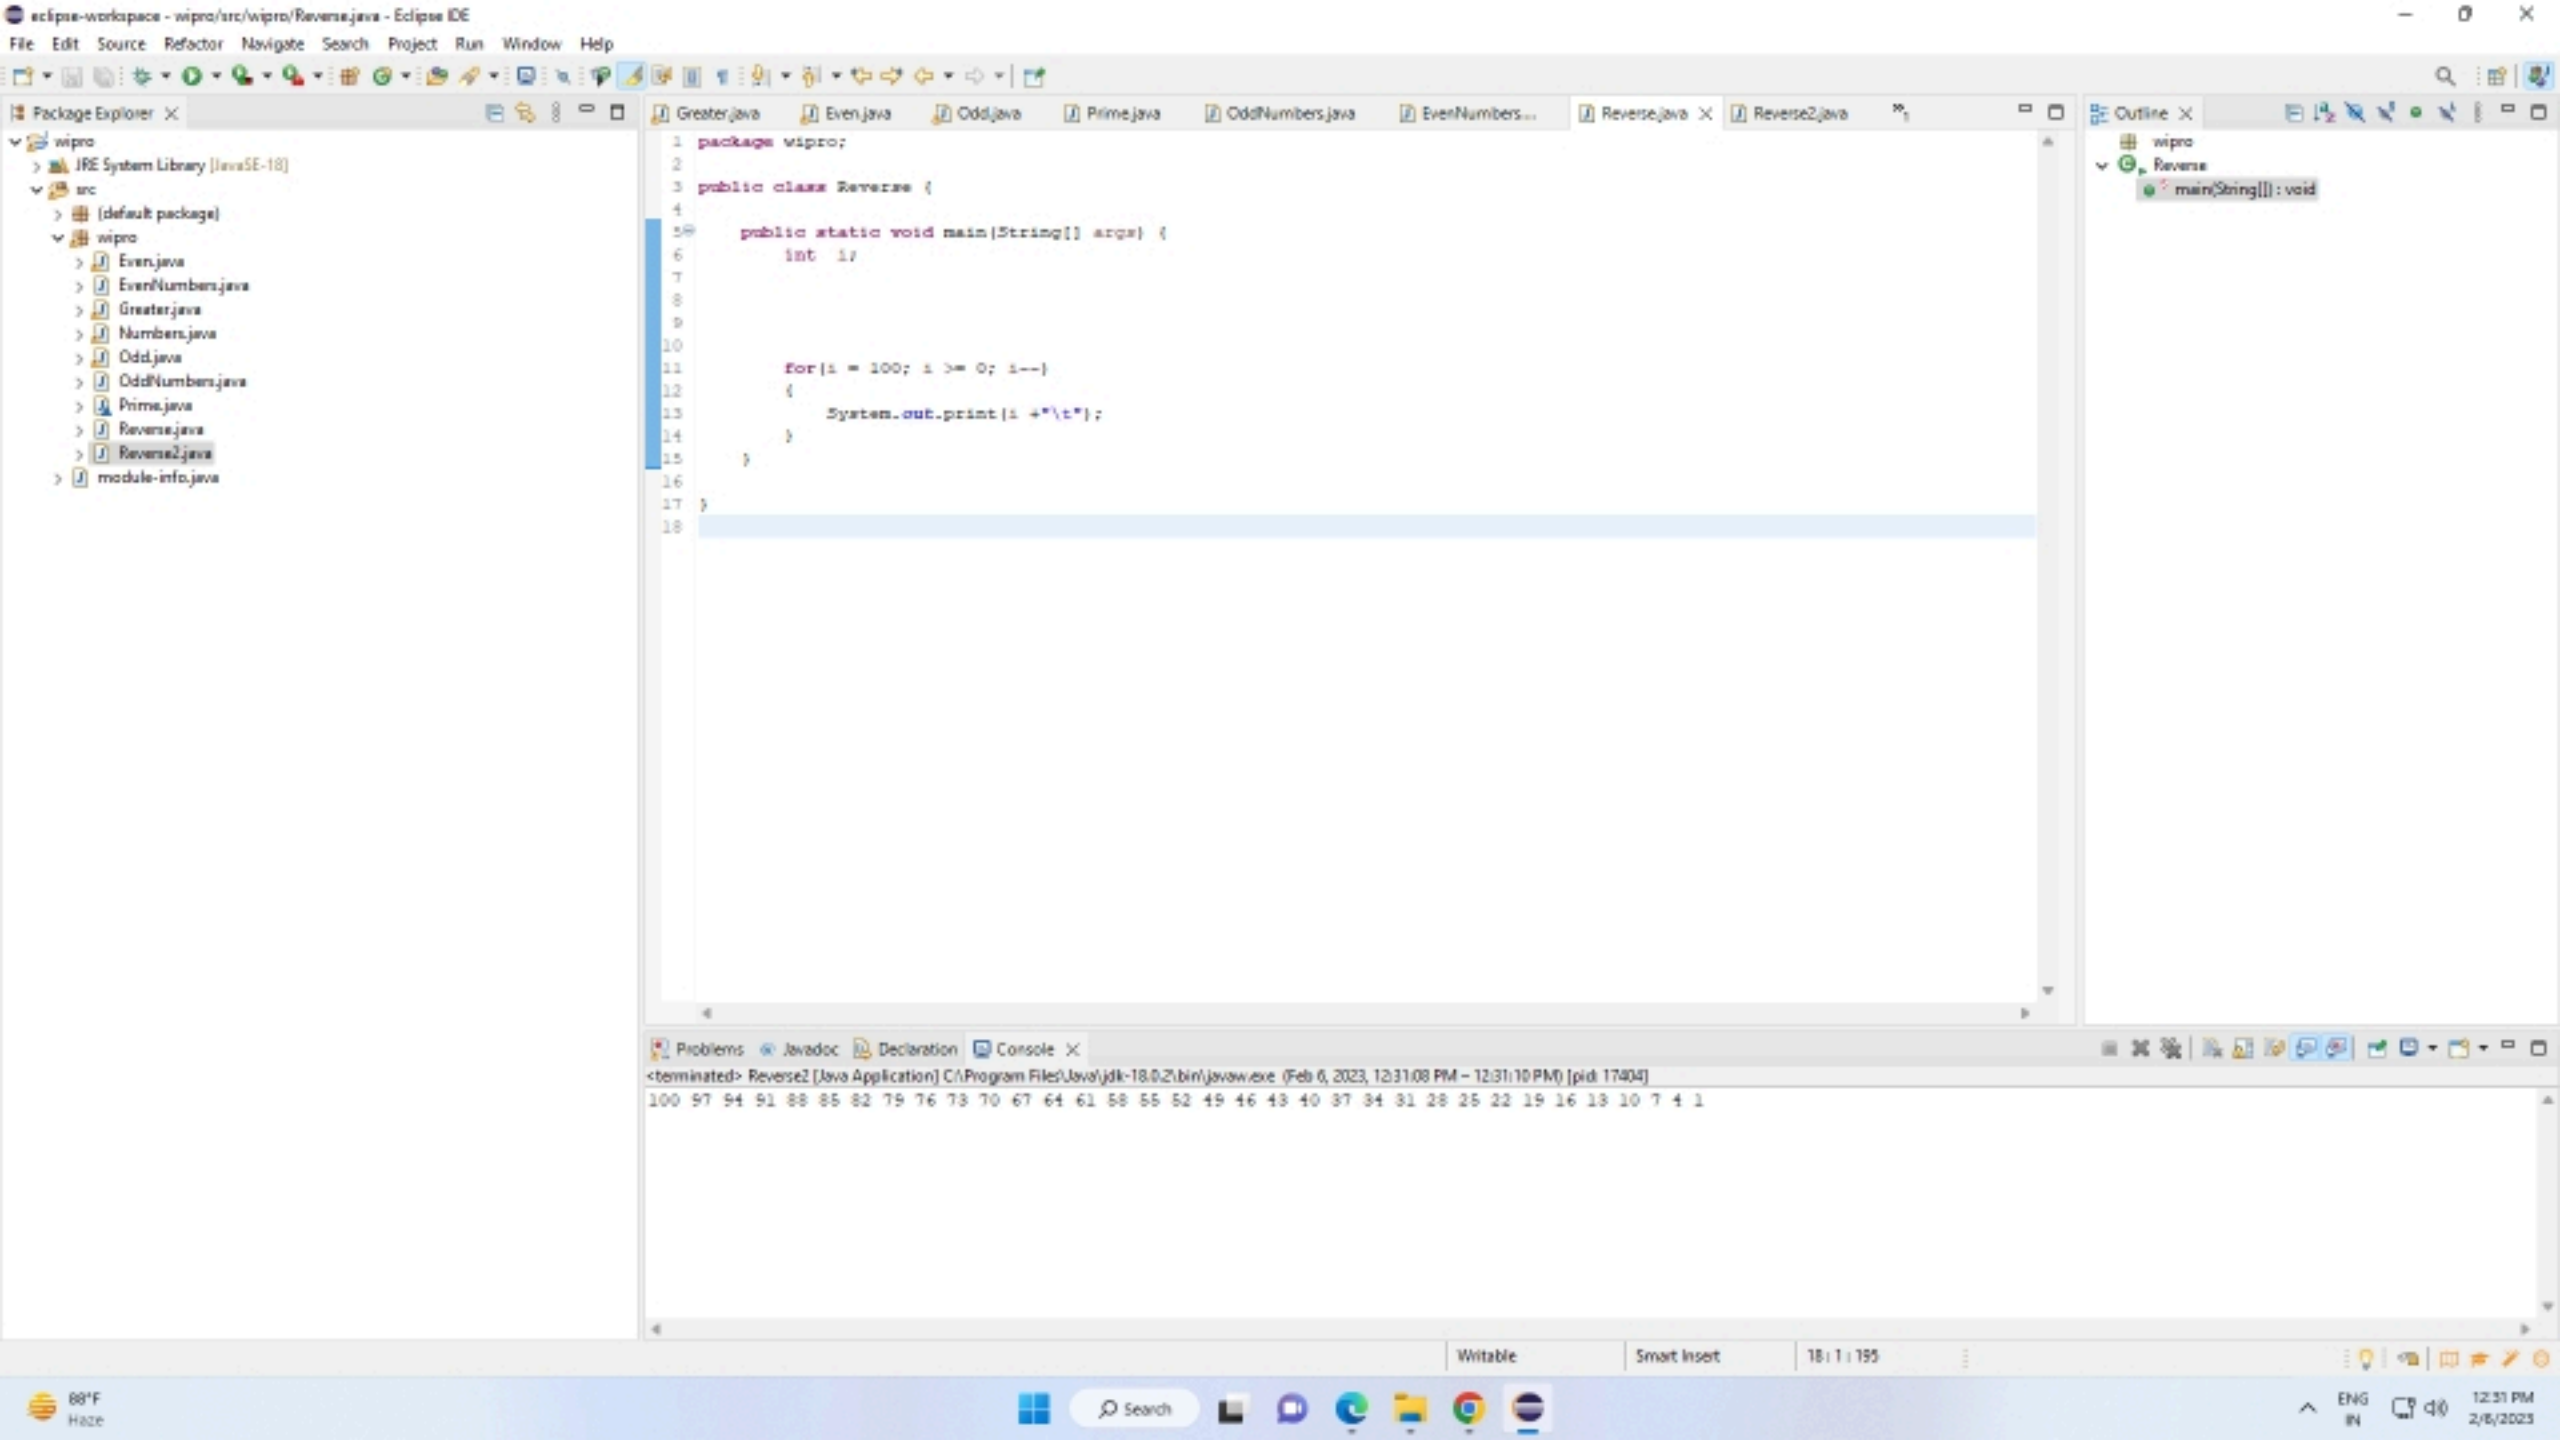 eclipse-workspace - wipro/src/wipro/Reverse.java - Eclipse IDE
File Edit Source Refactor Navigate Search Project Run Window Help
Package Explorer
wipro
JRE System Library [JavaSE-18]
src
(default package)
wipro
Even.java
EvenNumbers.java
Greater.java
Numbers.java
Odd.java
OddNumbers.java
Prime.java
Reverse.java
Reverse2.java
module-info.java
Greater.java Even.java Odd.java Prime.java OddNumbers.java EvenNumbers... Reverse.java Reverse2.java »1
1 package wipro;
2
3 public class Reverse {
4
5 public static void main(String[] args) {
6 int i;
7
8
9
10
11 for(i = 100; i >= 0; i--)
12 {
13 System.out.print(i +"\t");
14 }
15 }
16
17 }
18
Outline
wipro
Reverse
main(String[]) : void
Problems Javadoc Declaration Console
<terminated> Reverse2 [Java Application] C:\Program Files\Java\jdk-18.0.2\bin\javaw.exe (Feb 6, 2023, 12:31:08 PM – 12:31:10 PM) [pid: 17404]
100 97 94 91 88 85 82 79 76 73 70 67 64 61 58 55 52 49 46 43 40 37 34 31 28 25 22 19 16 13 10 7 4 1
Writable Smart Insert 18 : 1 : 195
88°F
Haze
Search
ENG
IN
12:31 PM
2/6/2023